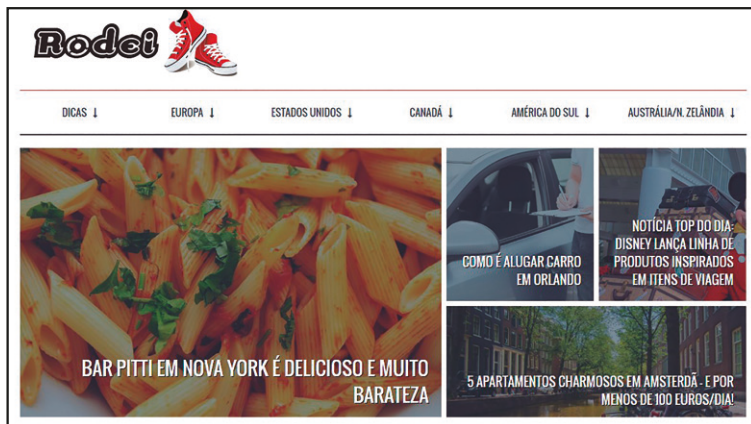 Rodei
DICAS ↓ EUROPA ↓ ESTADOS UNIDOS ↓ CANADÁ ↓ AMÉRICA DO SUL ↓ AUSTRÁLIA/N. ZELÂNDIA ↓
BAR PITTI EM NOVA YORK É DELICIOSO E MUITO
BARATEZA
COMO É ALUGAR CARRO
EM ORLANDO
NOTÍCIA TOP DO DIA:
DISNEY LANÇA LINHA DE
PRODUTOS INSPIRADOS
EM ITENS DE VIAGEM
5 APARTAMENTOS CHARMOSOS EM AMSTERDÃ - E POR
MENOS DE 100 EUROS/DIA!